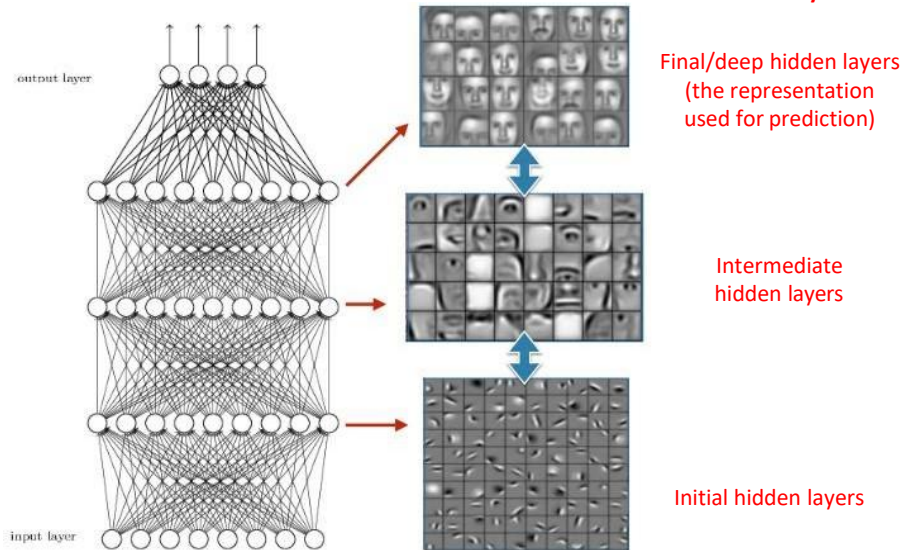 output layer
Final/deep hidden layers
(the representation
used for prediction)
Intermediate
hidden layers
Initial hidden layers
input layer